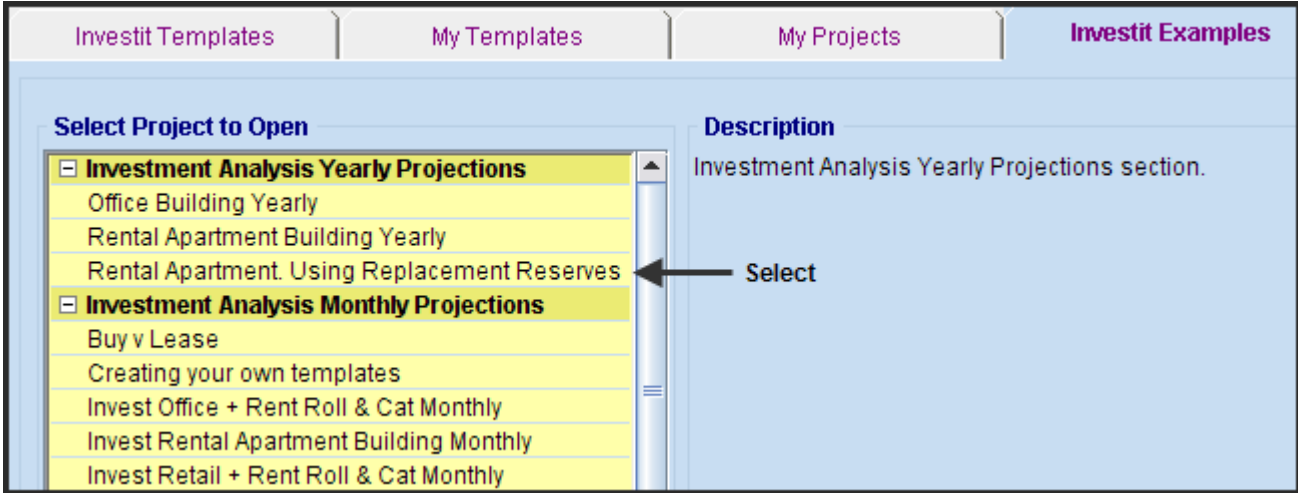 Investit Templates
My Templates
My Projects
Investit Examples
Select Project to Open
Investment Analysis Yearly Projections
Office Building Yearly
Rental Apartment Building Yearly
Rental Apartment. Using Replacement Reserves
Investment Analysis Monthly Projections
Buy v Lease
Creating your own templates
Invest Office + Rent Roll & Cat Monthly
Invest Rental Apartment Building Monthly
Invest Retail + Rent Roll & Cat Monthly
Description
Investment Analysis Yearly Projections section.
Select